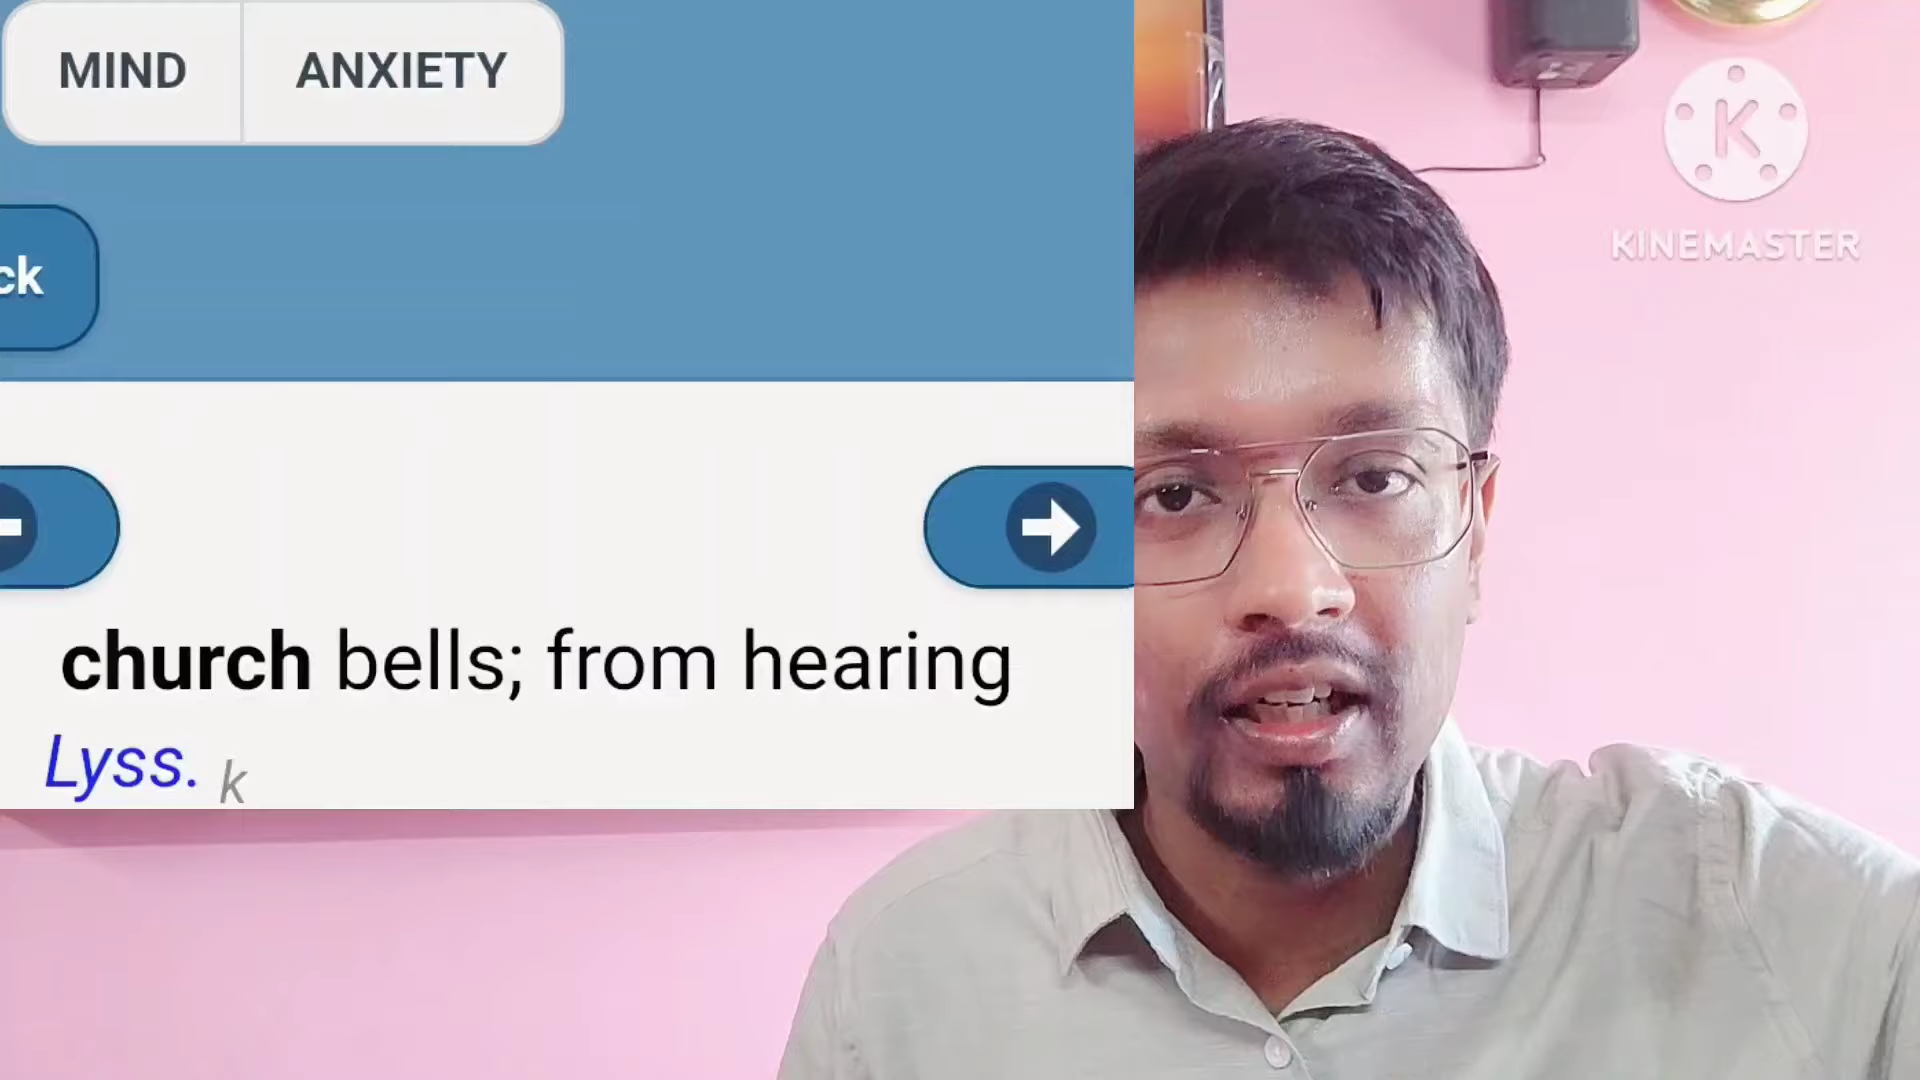 MIND ANXIETY
ck
church bells; from hearing
Lyss. k
K
KINEMASTER